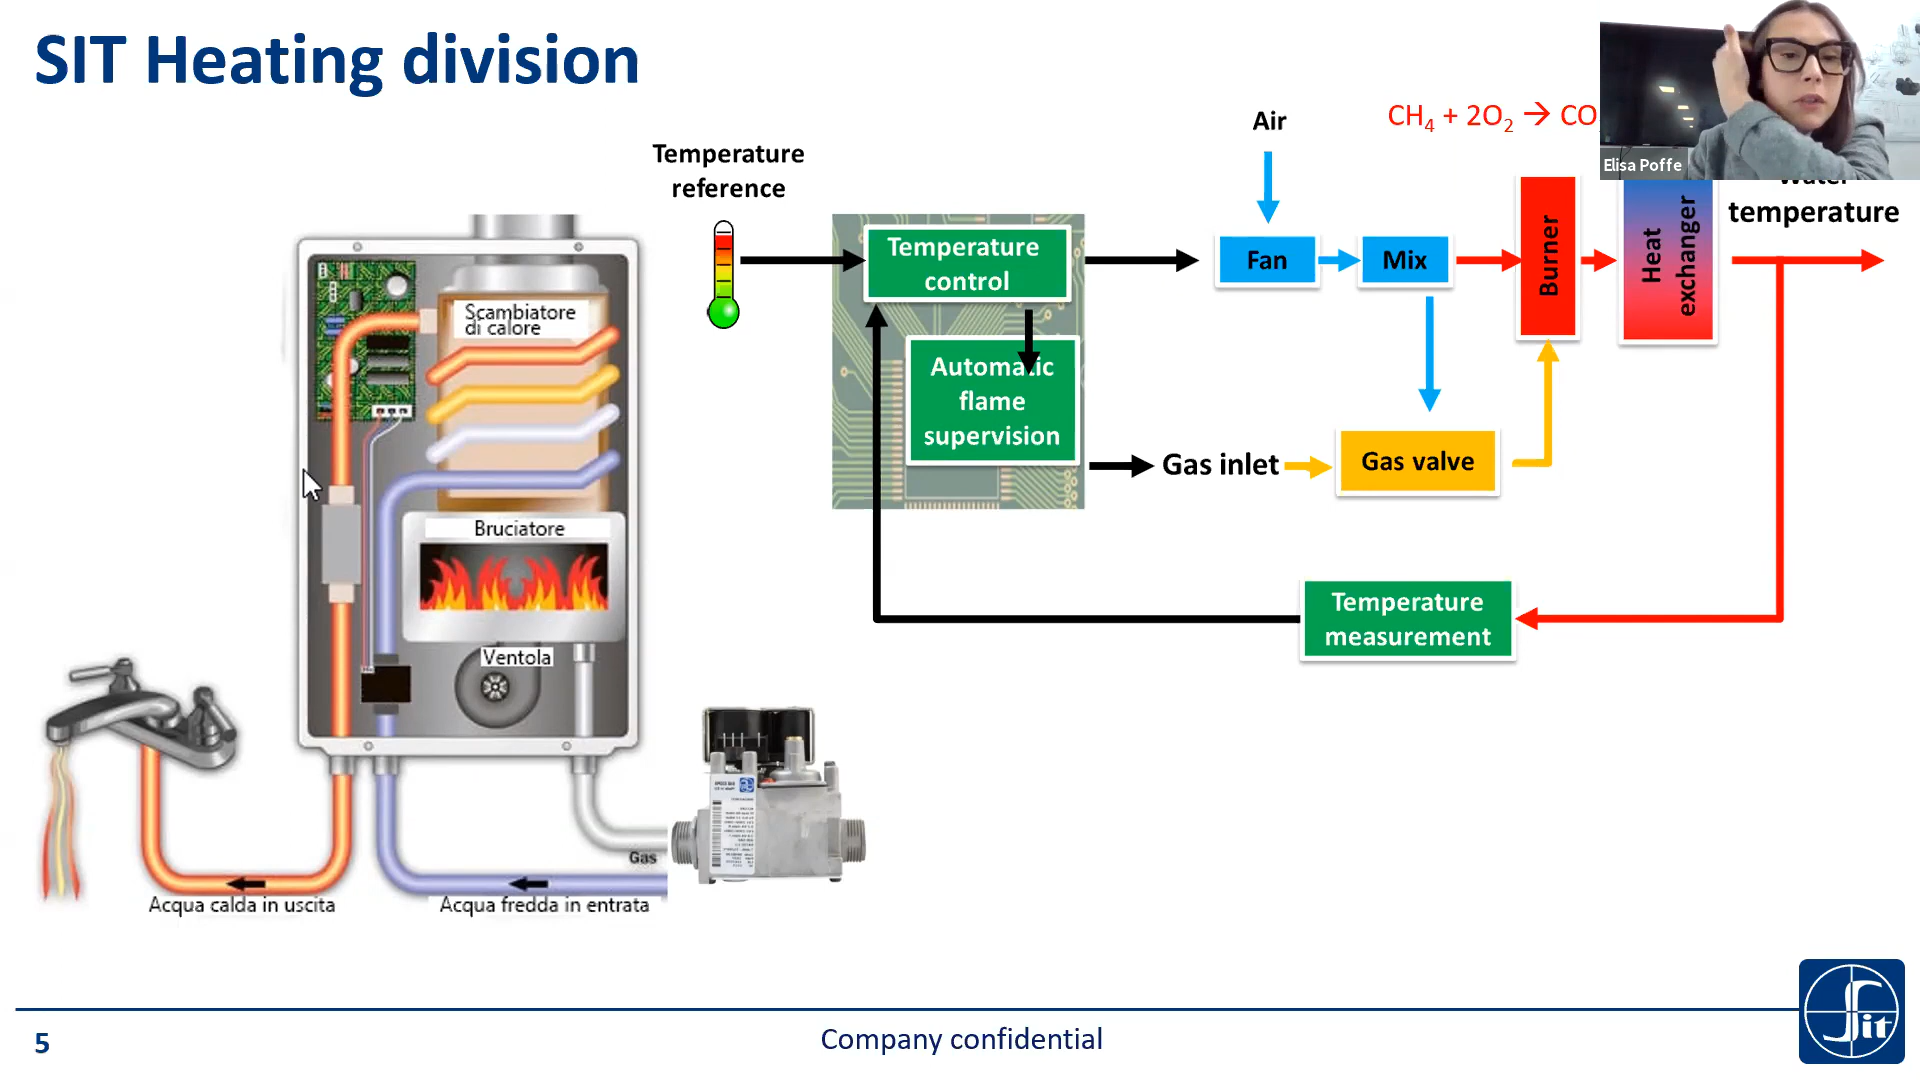 SIT Heating division
Elisa Poffe
CH4 + 2O2 → CO
Air
Temperature
reference
temperature
Temperature
control
Fan
Mix
Burner
Heat
exchanger
Automatic
flame
supervision
Gas inlet
Gas valve
Temperature
measurement
Scambiatore
di calore
Bruciatore
Ventola
Gas
Acqua calda in uscita
Acqua fredda in entrata
5
Company confidential
Sit